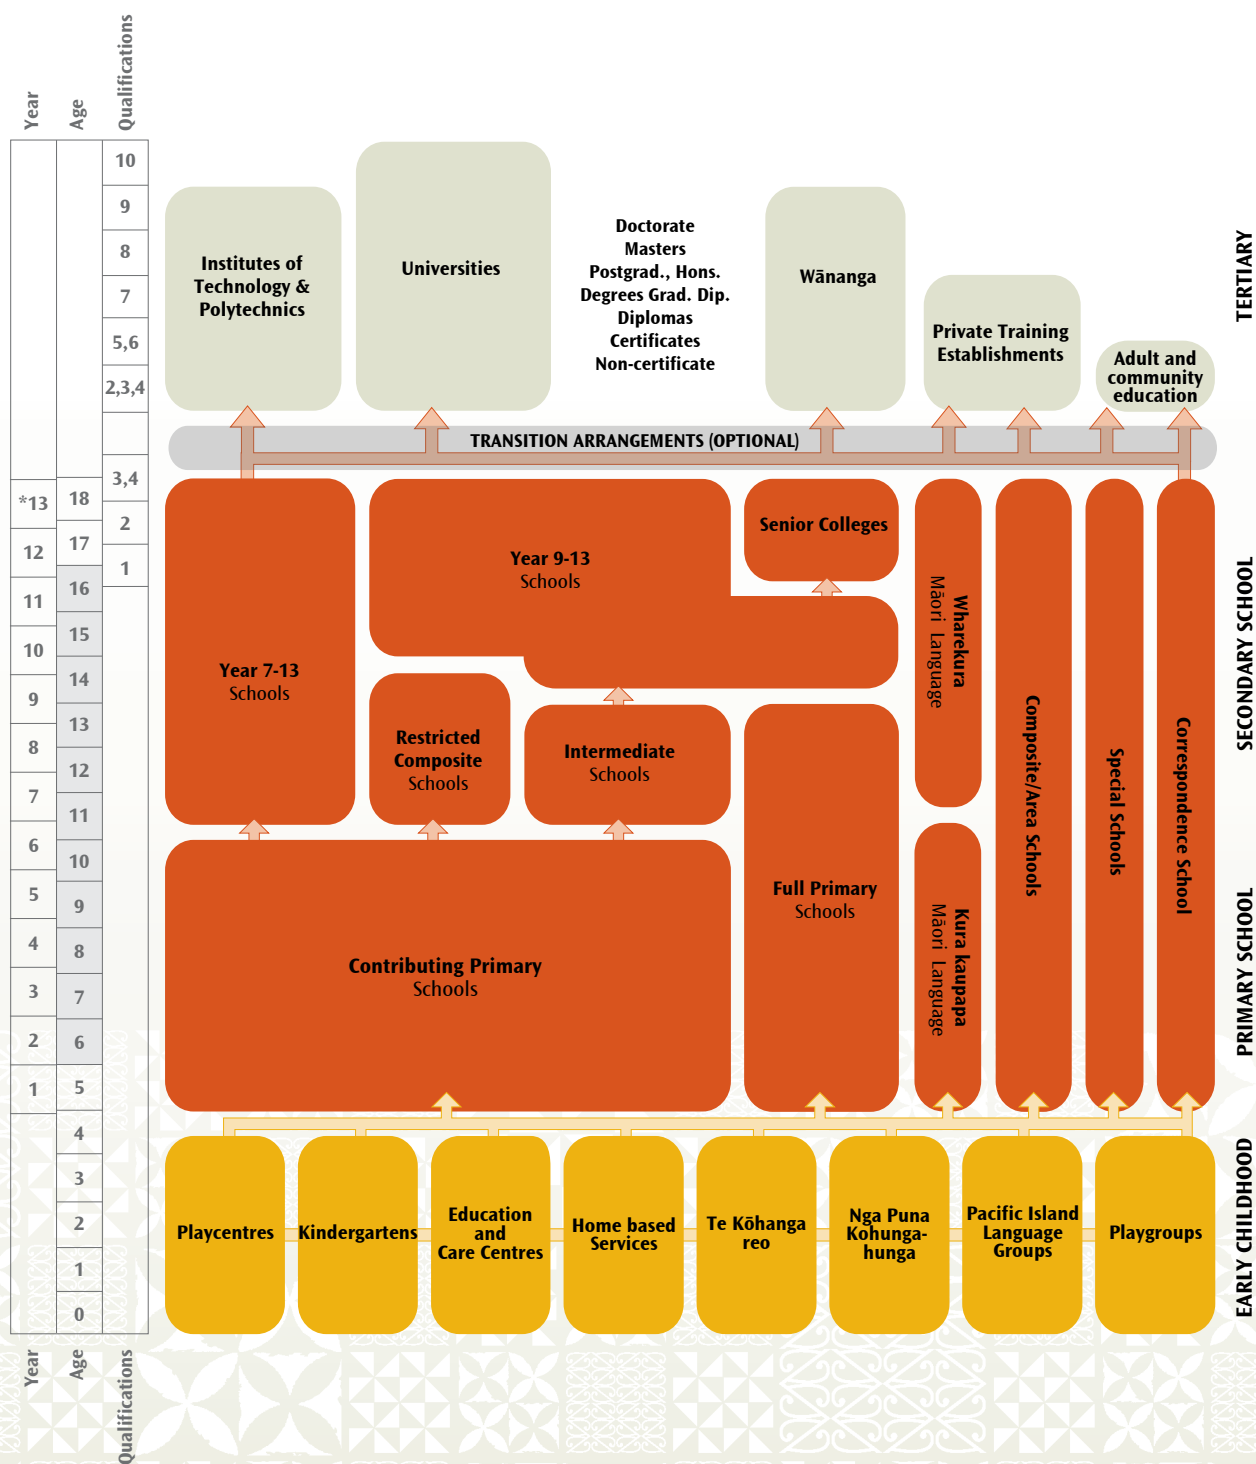 Year
Age
Qualifications
10
9
8
7
5,6
2,3,4
3,4
2
1
*13
12
11
10
9
8
7
6
5
4
3
2
1
18
17
16
15
14
13
12
11
10
9
8
7
6
5
4
3
2
1
0
Year
Age
Qualifications
Institutes of
Technology &
Polytechnics
Universities
Doctorate
Masters
Postgrad., Hons.
Degrees Grad. Dip.
Diplomas
Certificates
Non-certificate
Wānanga
Private Training
Establishments
Adult and
community
education
TERTIARY
TRANSITION ARRANGEMENTS (OPTIONAL)
Year 7-13
Schools
Year 9-13
Schools
Senior Colleges
Restricted
Composite
Schools
Intermediate
Schools
Wharekura
Māori Language
Composite/Area Schools
Special Schools
Correspondence School
SECONDARY SCHOOL
Contributing Primary
Schools
Full Primary
Schools
Kura kaupapa
Māori Language
PRIMARY SCHOOL
Playcentres
Kindergartens
Education
and
Care Centres
Home based
Services
Te Kōhanga
reo
Nga Puna
Kohunga-
hunga
Pacific Island
Language
Groups
Playgroups
EARLY CHILDHOOD